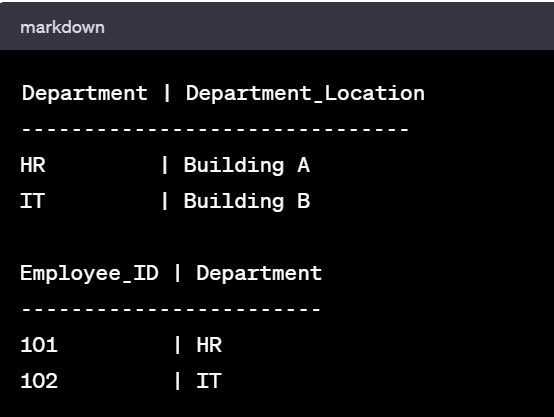 markdown
Department | Department_Location
-------------------------------
HR         | Building A
IT         | Building B
Employee_ID | Department
------------------------
101         | HR
102         | IT